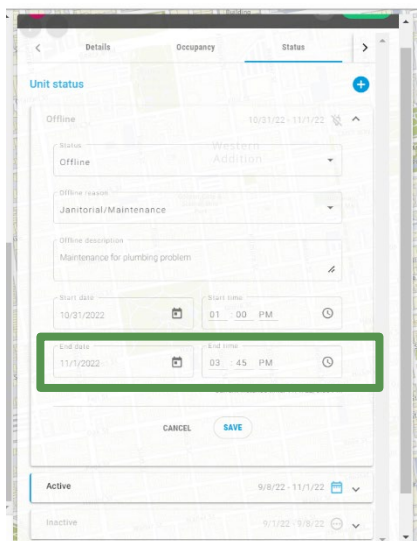 Building
Details Occupancy Status
Unit status
Offline 10/31/22 - 11/1/22
Western
Addition
Status
Offline
Offline reason
Janitorial/Maintenance
Offline description
Maintenance for plumbing problem
Start date Start time
10/31/2022 01 : 00 PM
End date End time
11/1/2022 03 : 45 PM
CANCEL SAVE
Active 9/8/22 - 11/1/22
Inactive 9/1/22 - 9/8/22